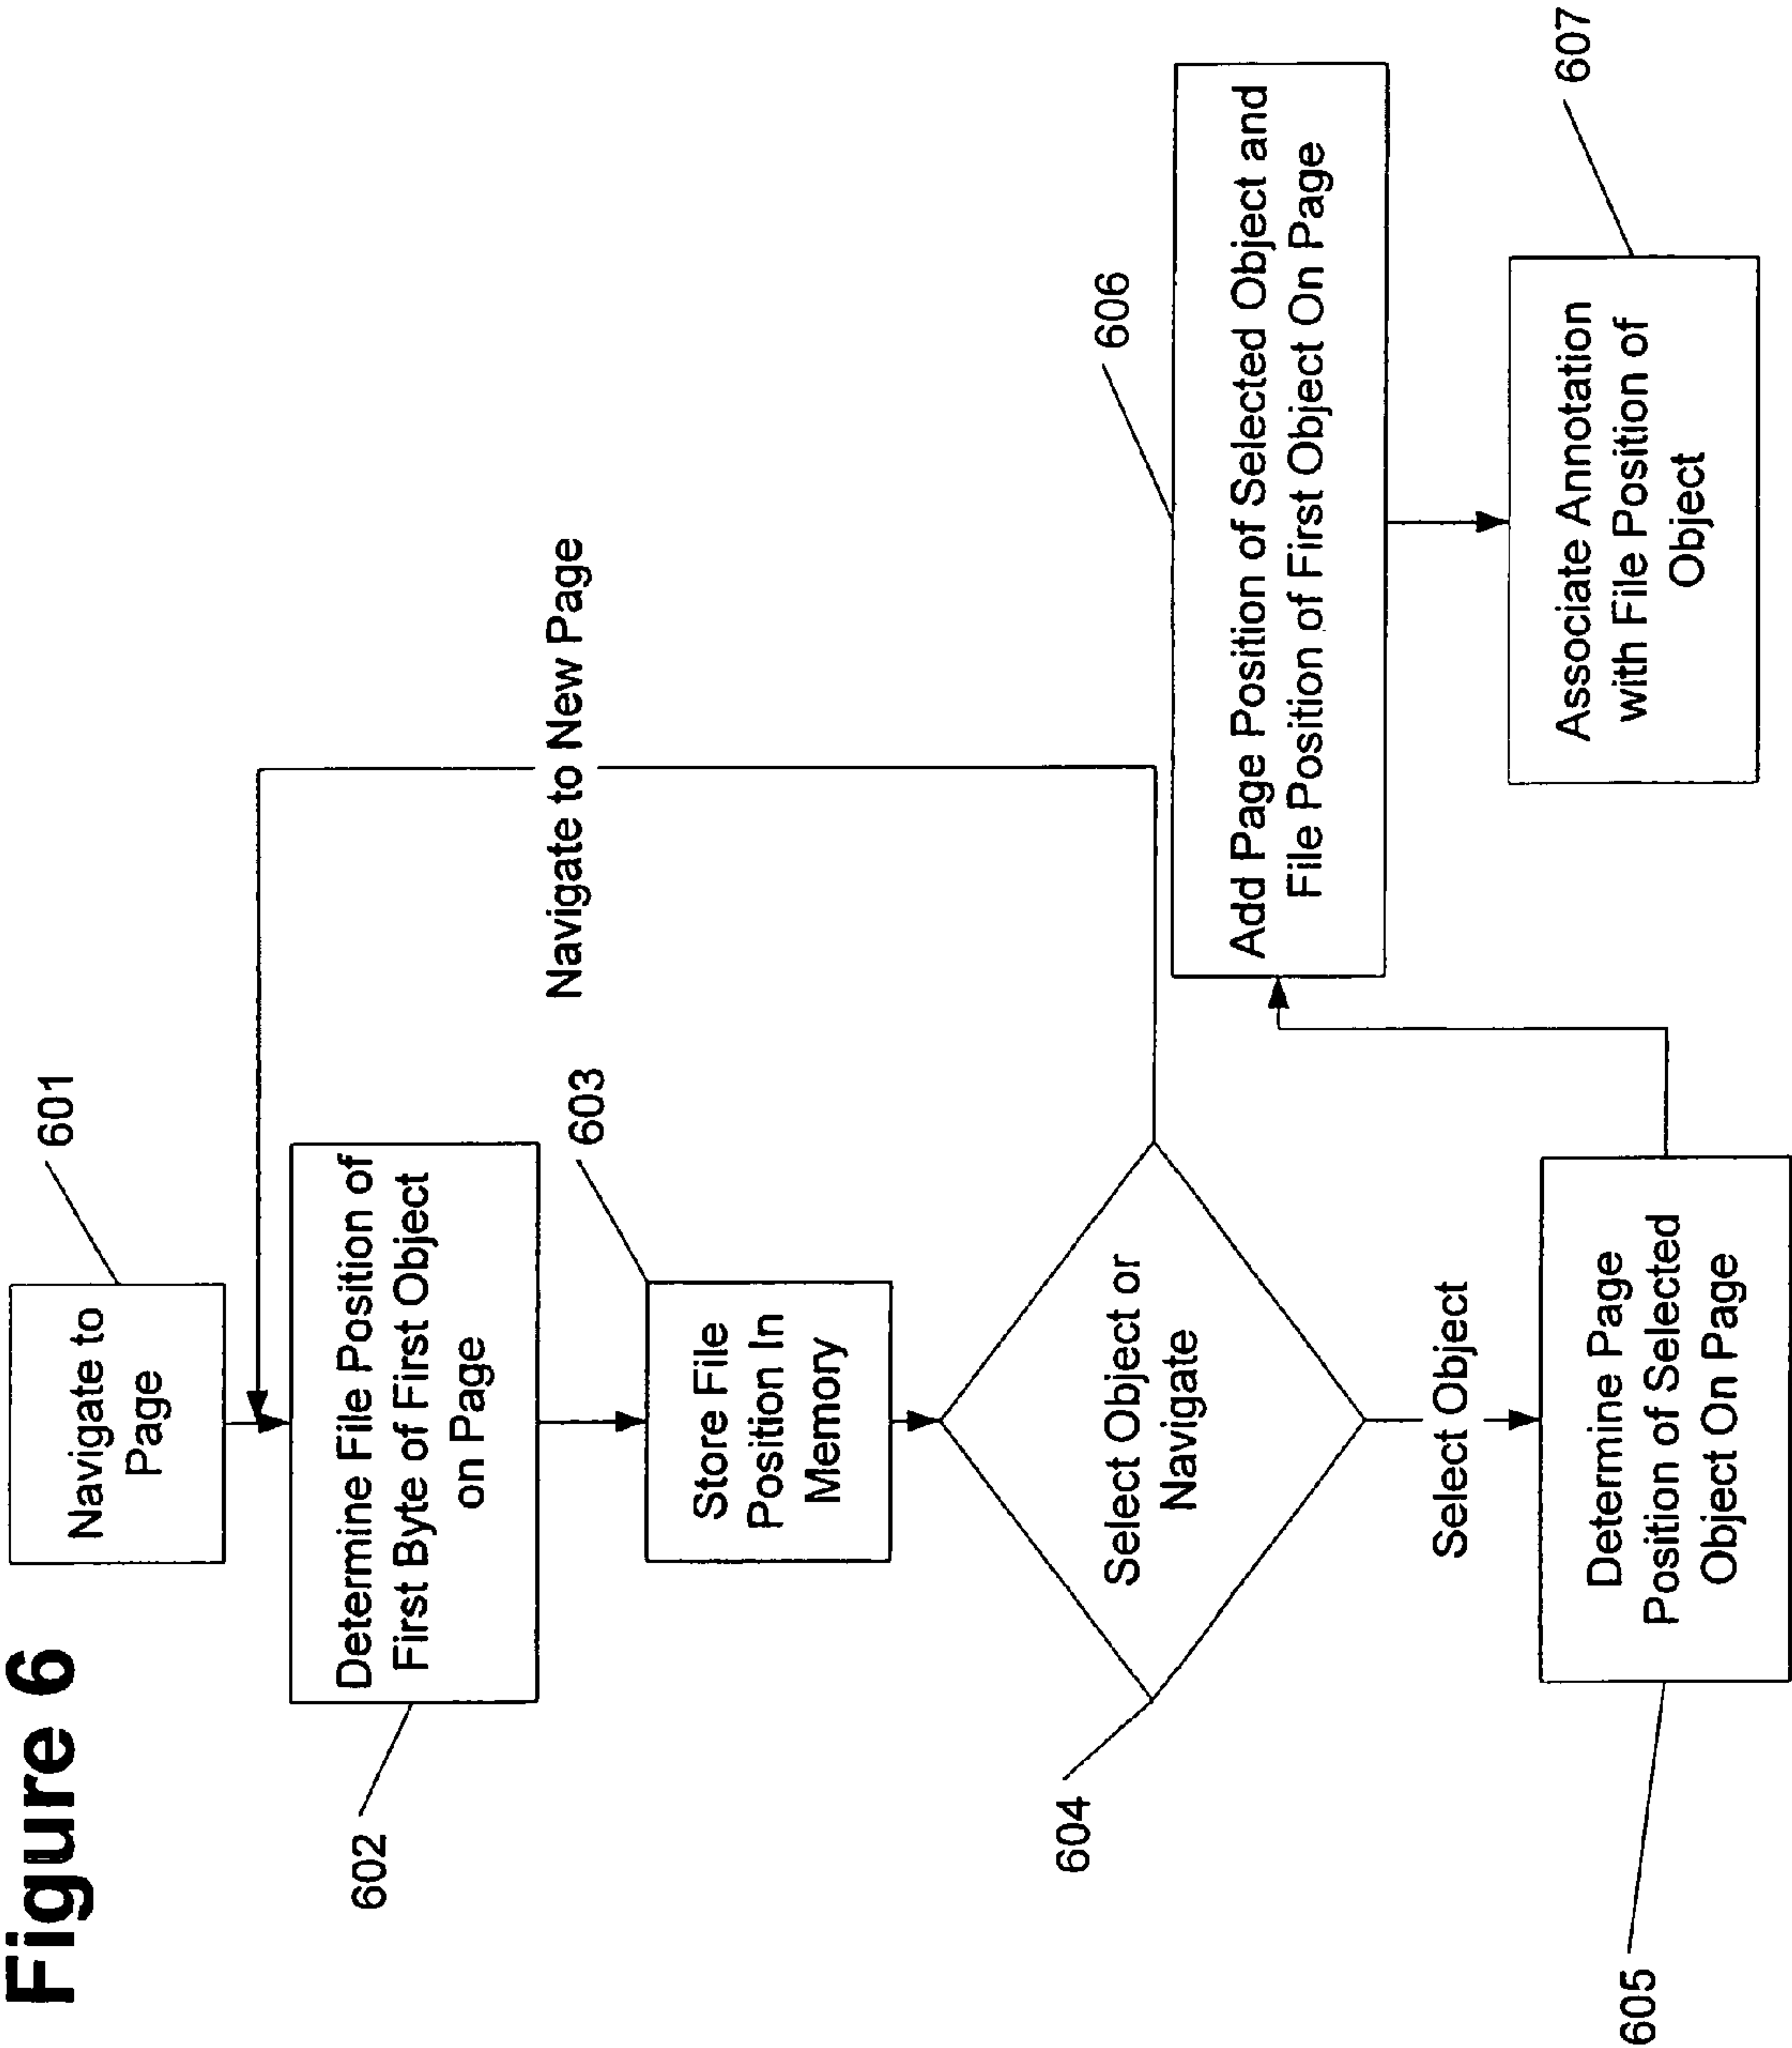 Figure 6
601
Navigate to
Page
602
Determine File Position of
First Byte of First Object
on Page
603
Store File
Position In
Memory
Navigate to New Page
604
Select Object or
Navigate
Select Object
605
Determine Page
Position of Selected
Object On Page
606
Add Page Position of Selected Object and
File Position of First Object On Page
607
Associate Annotation
with File Position of
Object